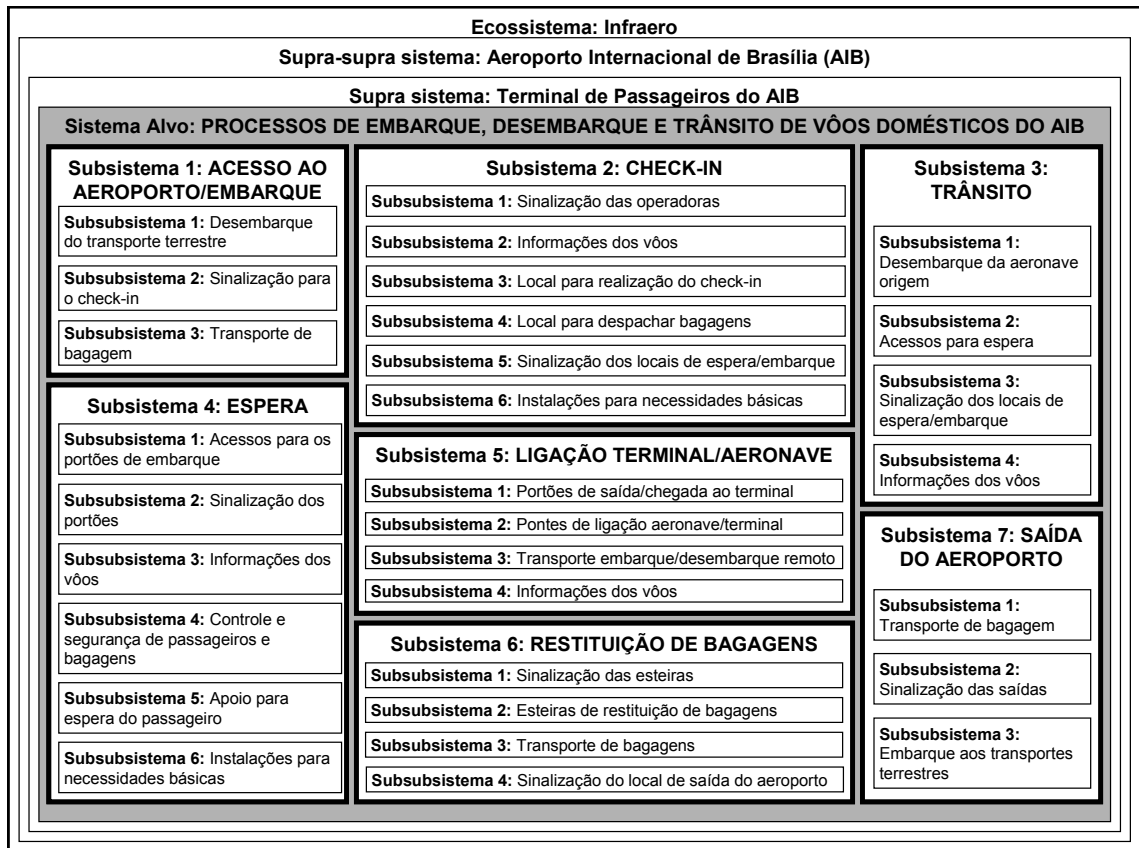 Ecossistema: Infraero
Supra-supra sistema: Aeroporto Internacional de Brasília (AIB)
Supra sistema: Terminal de Passageiros do AIB
Sistema Alvo: PROCESSOS DE EMBARQUE, DESEMBARQUE E TRÂNSITO DE VÔOS DOMÉSTICOS DO AIB
Subsistema 1: ACESSO AO
AEROPORTO/EMBARQUE
Subsubsistema 1: Desembarque
do transporte terrestre
Subsubsistema 2: Sinalização para
o check-in
Subsubsistema 3: Transporte de
bagagem
Subsistema 2: CHECK-IN
Subsubsistema 1: Sinalização das operadoras
Subsubsistema 2: Informações dos vôos
Subsubsistema 3: Local para realização do check-in
Subsubsistema 4: Local para despachar bagagens
Subsubsistema 5: Sinalização dos locais de espera/embarque
Subsubsistema 6: Instalações para necessidades básicas
Subsistema 3:
TRÂNSITO
Subsubsistema 1:
Desembarque da aeronave
origem
Subsubsistema 2:
Acessos para espera
Subsubsistema 3:
Sinalização dos locais de
espera/embarque
Subsubsistema 4:
Informações dos vôos
Subsistema 4: ESPERA
Subsubsistema 1: Acessos para os
portões de embarque
Subsubsistema 2: Sinalização dos
portões
Subsubsistema 3: Informações dos
vôos
Subsubsistema 4: Controle e
segurança de passageiros e
bagagens
Subsubsistema 5: Apoio para
espera do passageiro
Subsubsistema 6: Instalações para
necessidades básicas
Subsistema 5: LIGAÇÃO TERMINAL/AERONAVE
Subsubsistema 1: Portões de saída/chegada ao terminal
Subsubsistema 2: Pontes de ligação aeronave/terminal
Subsubsistema 3: Transporte embarque/desembarque remoto
Subsubsistema 4: Informações dos vôos
Subsistema 6: RESTITUIÇÃO DE BAGAGENS
Subsubsistema 1: Sinalização das esteiras
Subsubsistema 2: Esteiras de restituição de bagagens
Subsubsistema 3: Transporte de bagagens
Subsubsistema 4: Sinalização do local de saída do aeroporto
Subsistema 7: SAÍDA
DO AEROPORTO
Subsubsistema 1:
Transporte de bagagem
Subsubsistema 2:
Sinalização das saídas
Subsubsistema 3:
Embarque aos transportes
terrestres